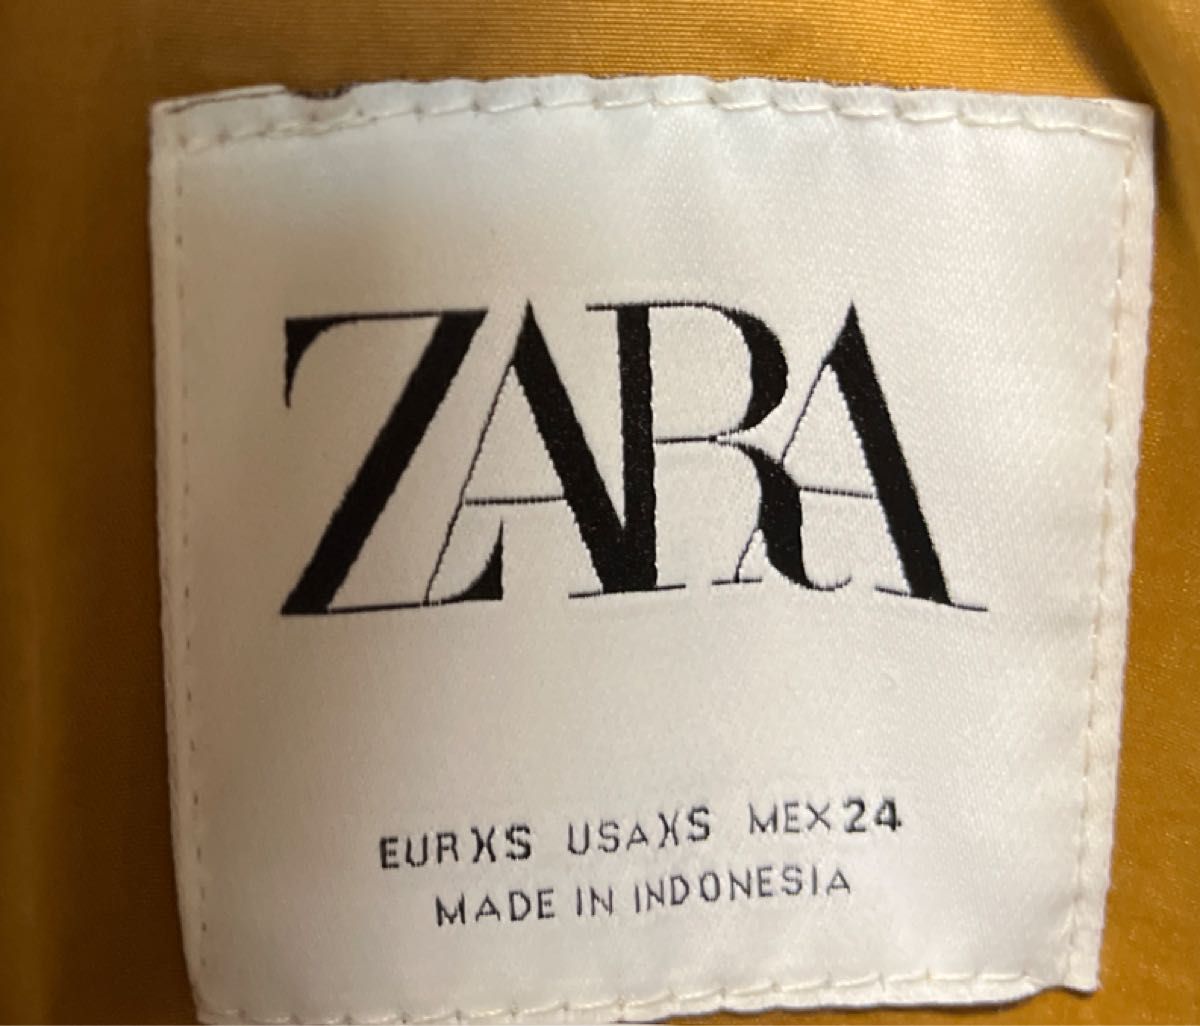 ZARA
EUR XS USA XS MEX 24
MADE IN INDONESIA